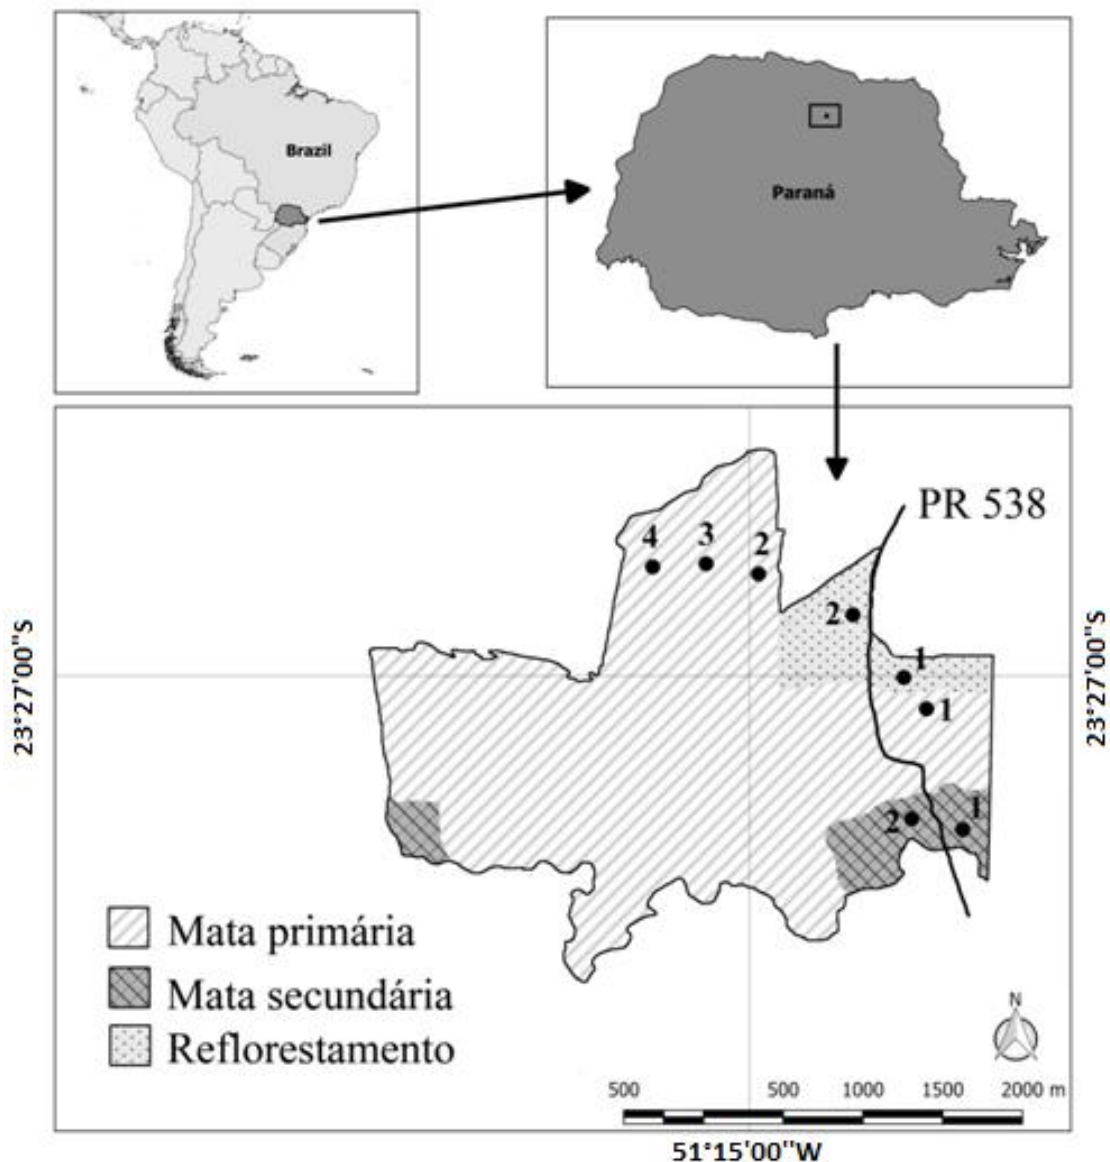 Brazil
Paraná
PR 538
4
3
2
2
1
1
2
1
23°27'00"S
23°27'00"S
Mata primária
Mata secundária
Reflorestamento
N
500
500
1000
1500
2000 m
51°15'00"W